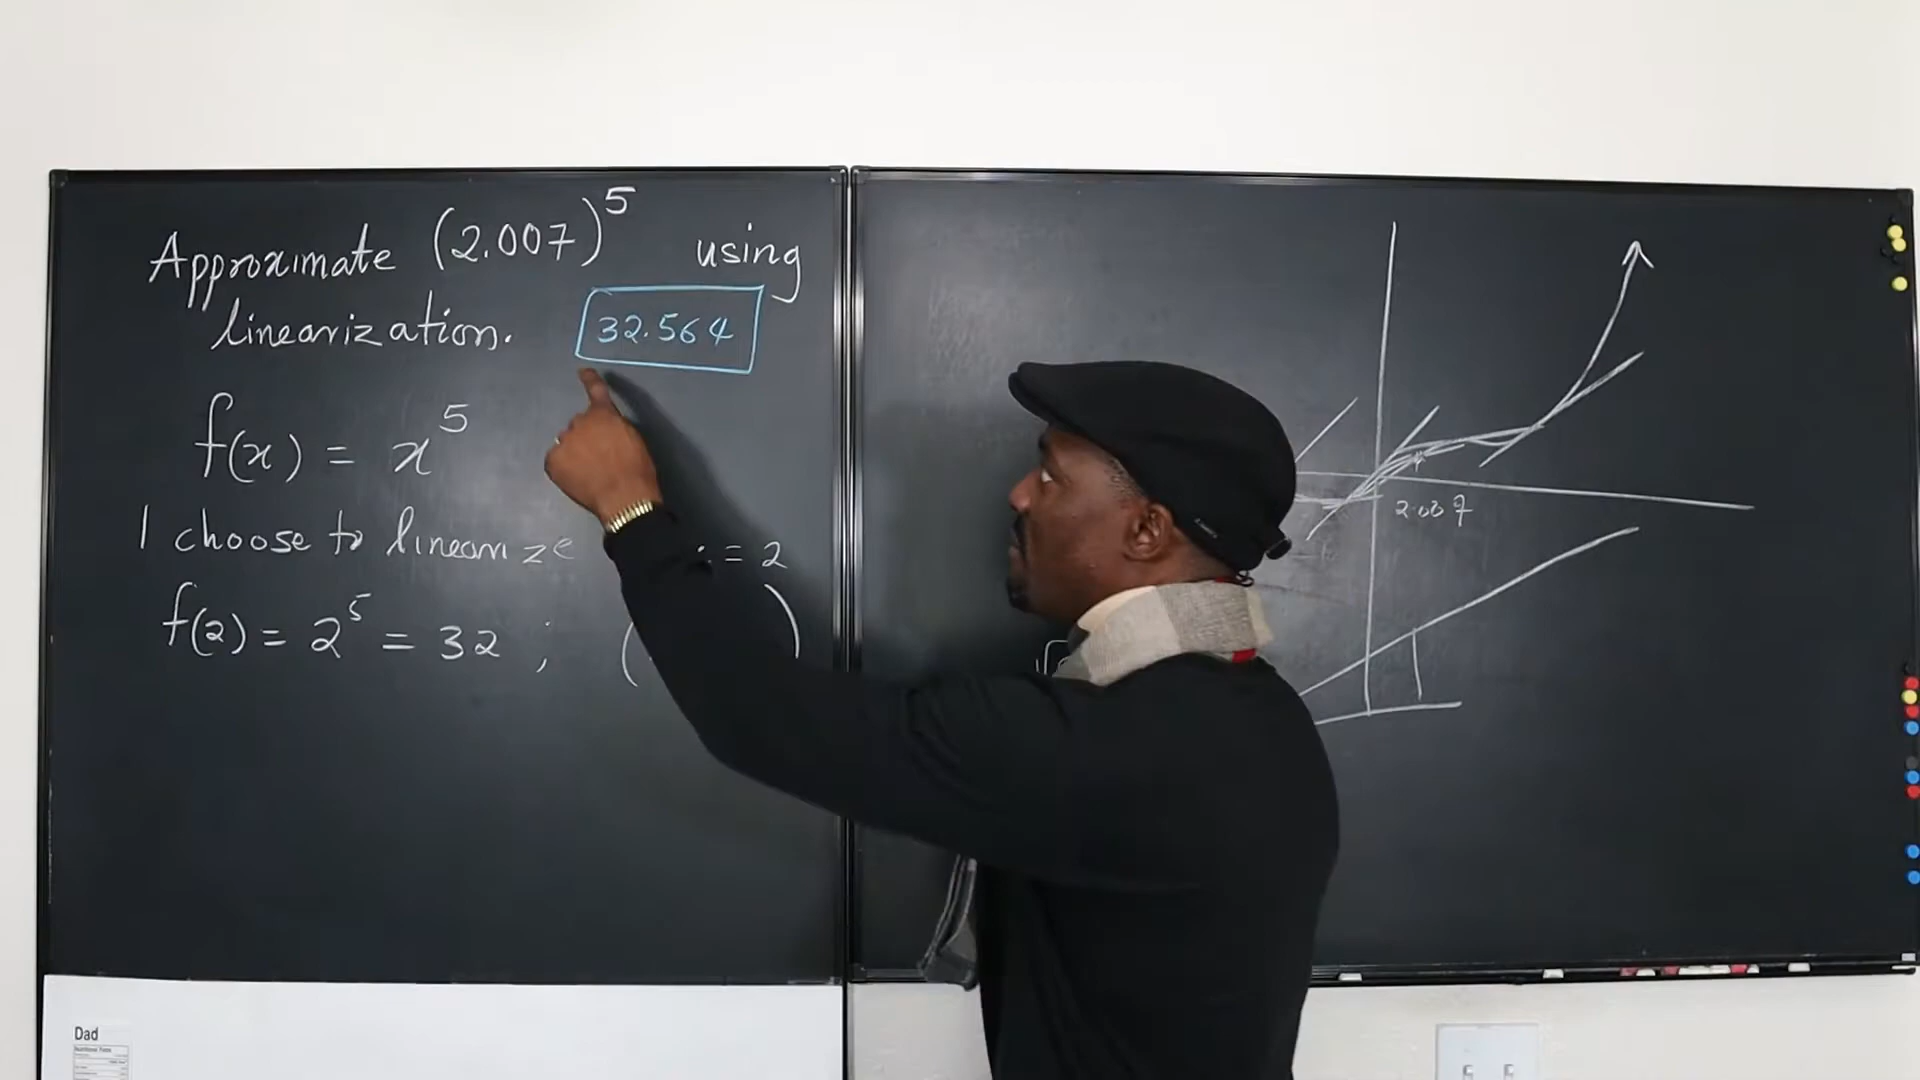 Approximate (2.007)^5 using
linearization. 32.564
f(x) = x^5
I choose to linearize = 2
f(2) = 2^5 = 32 ; ( )
2.007
Dad